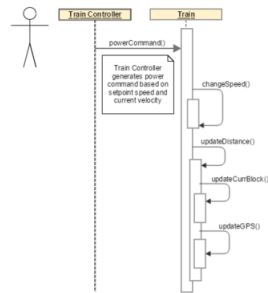 Train Controller
Train
powerCommand()
Train Controller
generates power
command based on
setpoint speed and
current velocity
changeSpeed()
updateDistance()
updateCurrBlock()
updateGPS()